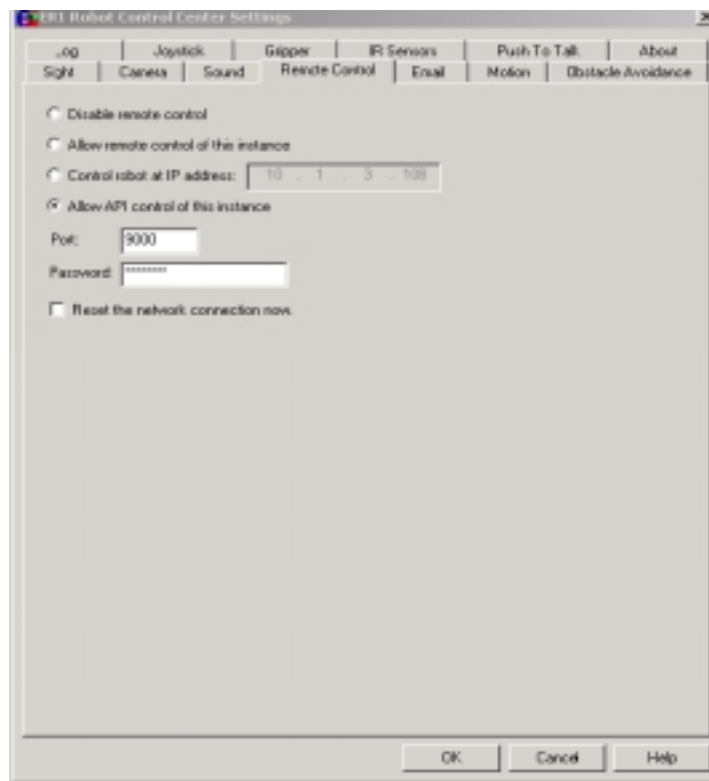 ER1 Robot Control Center Settings
Log Joystick Gripper IR Sensors Push To Talk About
Sight Camera Sound Remote Control Email Motion Obstacle Avoidance
Disable remote control
Allow remote control of this instance
Control robot at IP address: 10 . 1 . 3 . 108
Allow API control of this instance
Port: 9000
Password: ********
Reset the network connection now.
OK Cancel Help